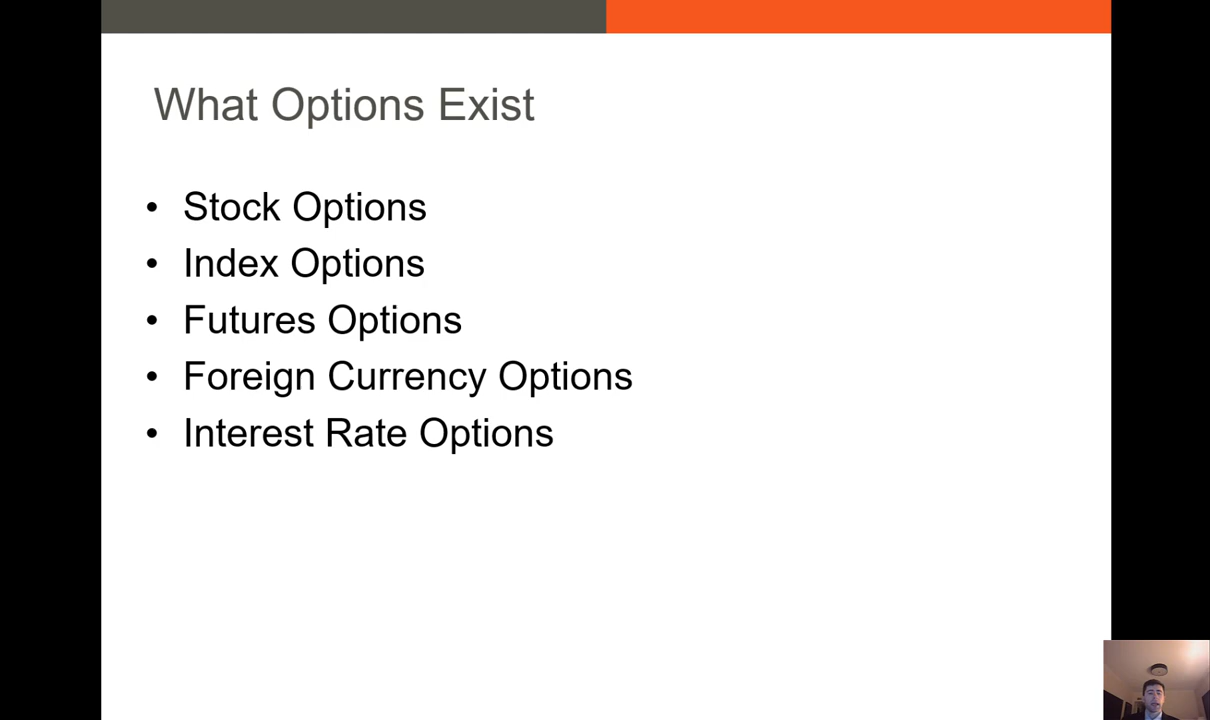 What Options Exist
• Stock Options
• Index Options
• Futures Options
• Foreign Currency Options
• Interest Rate Options